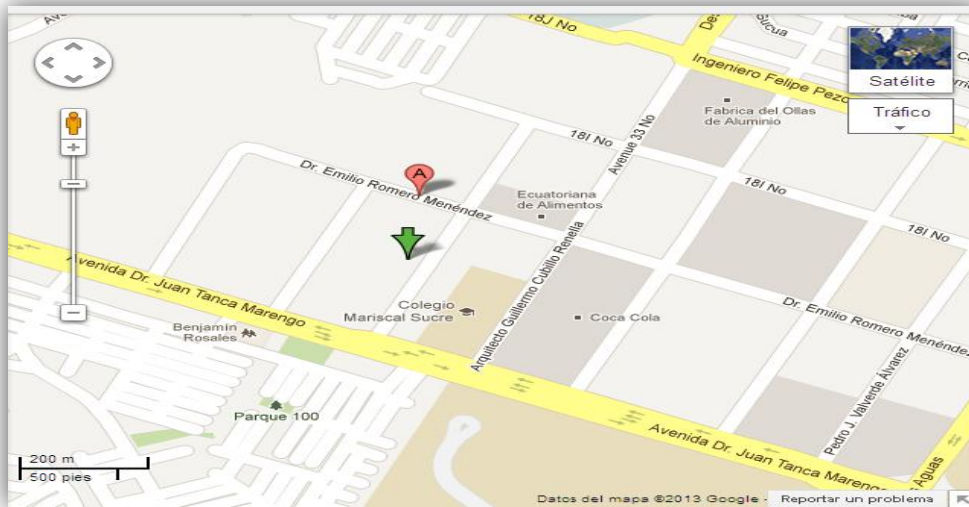 18J No
Sucua
Ingeniero Felipe Pezo
Satélite
Tráfico
Fabrica del Ollas
de Aluminio
Avenue 33 No
18I No
18I No
18I No
Dr. Emilio Romero Menéndez
A
Ecuatoriana
de Alimentos
Arquitecto Guillermo Cubillo Renella
Avenida Dr. Juan Tanca Marengo
Colegio
Mariscal Sucre
Coca Cola
Dr. Emilio Romero Menéndez
Benjamín
Rosales
Parque 100
Pedro J. Valverde Álvarez
Avenida Dr. Juan Tanca Marengo
Aguas
200 m
500 pies
Datos del mapa ©2013 Google -
Reportar un problema